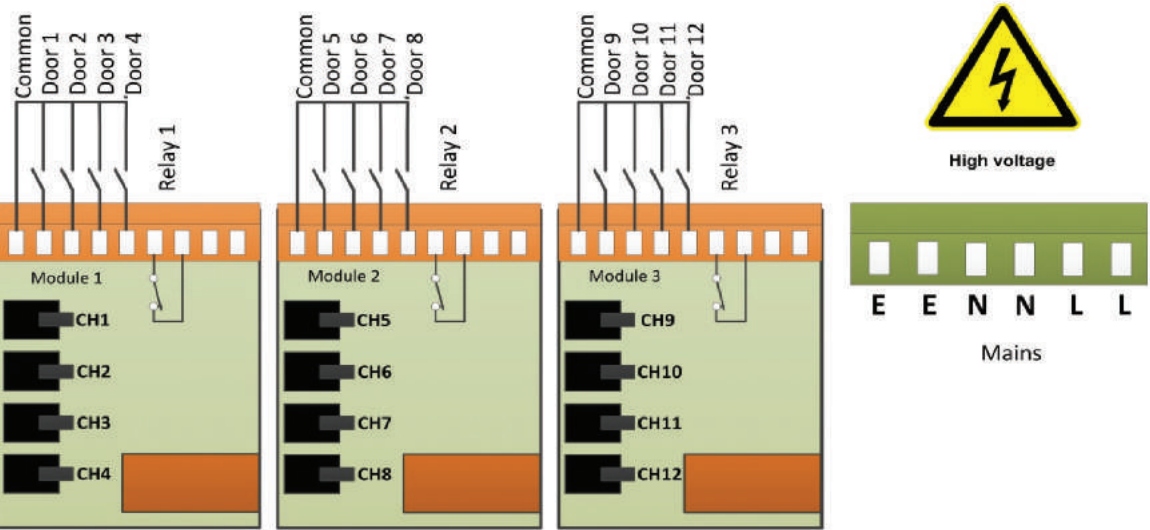 Common
Door 1
Door 2
Door 3
Door 4
Relay 1
Module 1
CH1
CH2
CH3
CH4
Common
Door 5
Door 6
Door 7
Door 8
Relay 2
Module 2
CH5
CH6
CH7
CH8
Common
Door 9
Door 10
Door 11
Door 12
Relay 3
Module 3
CH9
CH10
CH11
CH12
High voltage
E E N N L L
Mains